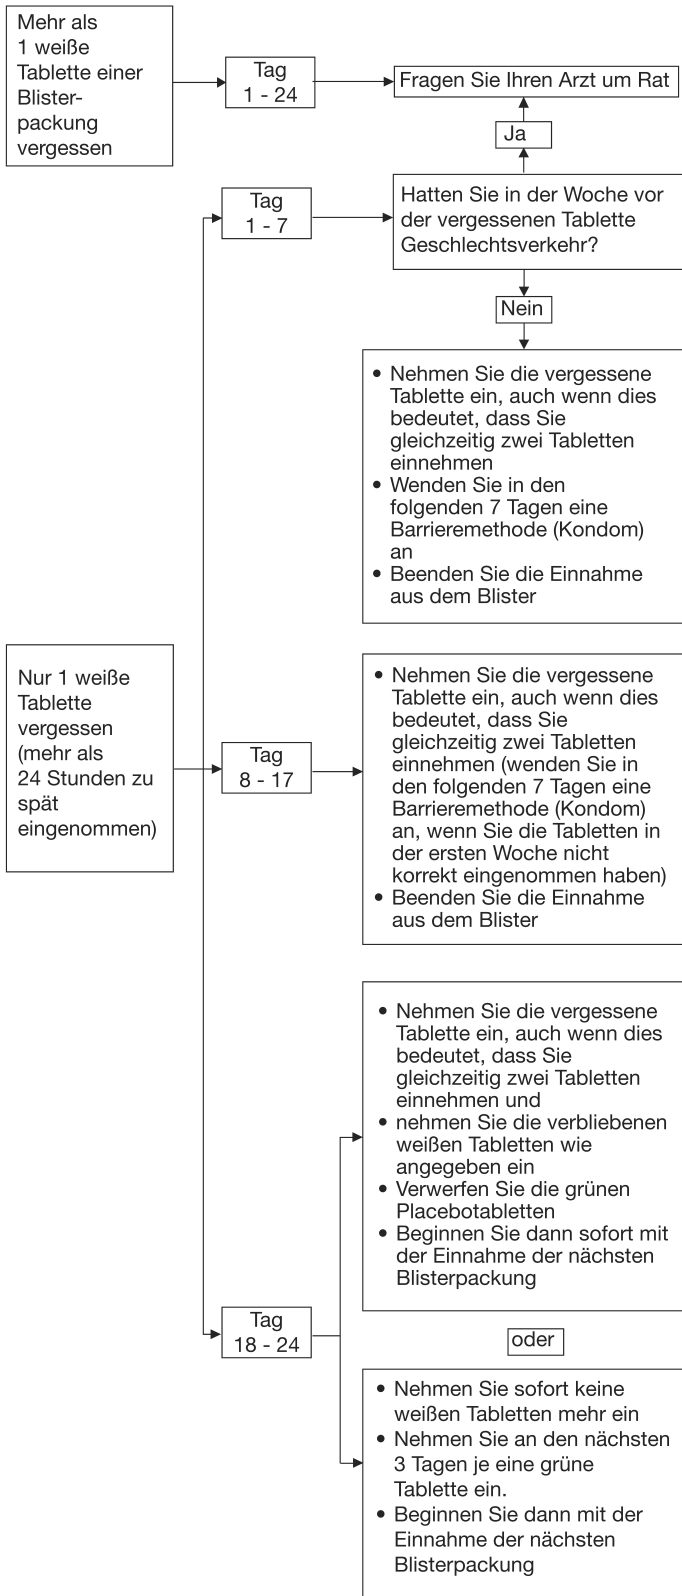 Mehr als
1 weiße
Tablette einer
Blister-
packung
vergessen
Tag
1 - 24
Fragen Sie Ihren Arzt um Rat
Ja
Tag
1 - 7
Hatten Sie in der Woche vor
der vergessenen Tablette
Geschlechtsverkehr?
Nein
• Nehmen Sie die vergessene
Tablette ein, auch wenn dies
bedeutet, dass Sie
gleichzeitig zwei Tabletten
einnehmen
• Wenden Sie in den
folgenden 7 Tagen eine
Barrieremethode (Kondom)
an
• Beenden Sie die Einnahme
aus dem Blister
Nur 1 weiße
Tablette
vergessen
(mehr als
24 Stunden zu
spät
eingenommen)
Tag
8 - 17
• Nehmen Sie die vergessene
Tablette ein, auch wenn dies
bedeutet, dass Sie
gleichzeitig zwei Tabletten
einnehmen (wenden Sie in
den folgenden 7 Tagen eine
Barrieremethode (Kondom)
an, wenn Sie die Tabletten in
der ersten Woche nicht
korrekt eingenommen haben)
• Beenden Sie die Einnahme
aus dem Blister
Tag
18 - 24
• Nehmen Sie die vergessene
Tablette ein, auch wenn dies
bedeutet, dass Sie
gleichzeitig zwei Tabletten
einnehmen und
• nehmen Sie die verbliebenen
weißen Tabletten wie
angegeben ein
• Verwerfen Sie die grünen
Placebotabletten
• Beginnen Sie dann sofort mit
der Einnahme der nächsten
Blisterpackung
oder
• Nehmen Sie sofort keine
weißen Tabletten mehr ein
• Nehmen Sie an den nächsten
3 Tagen je eine grüne
Tablette ein.
• Beginnen Sie dann mit der
Einnahme der nächsten
Blisterpackung